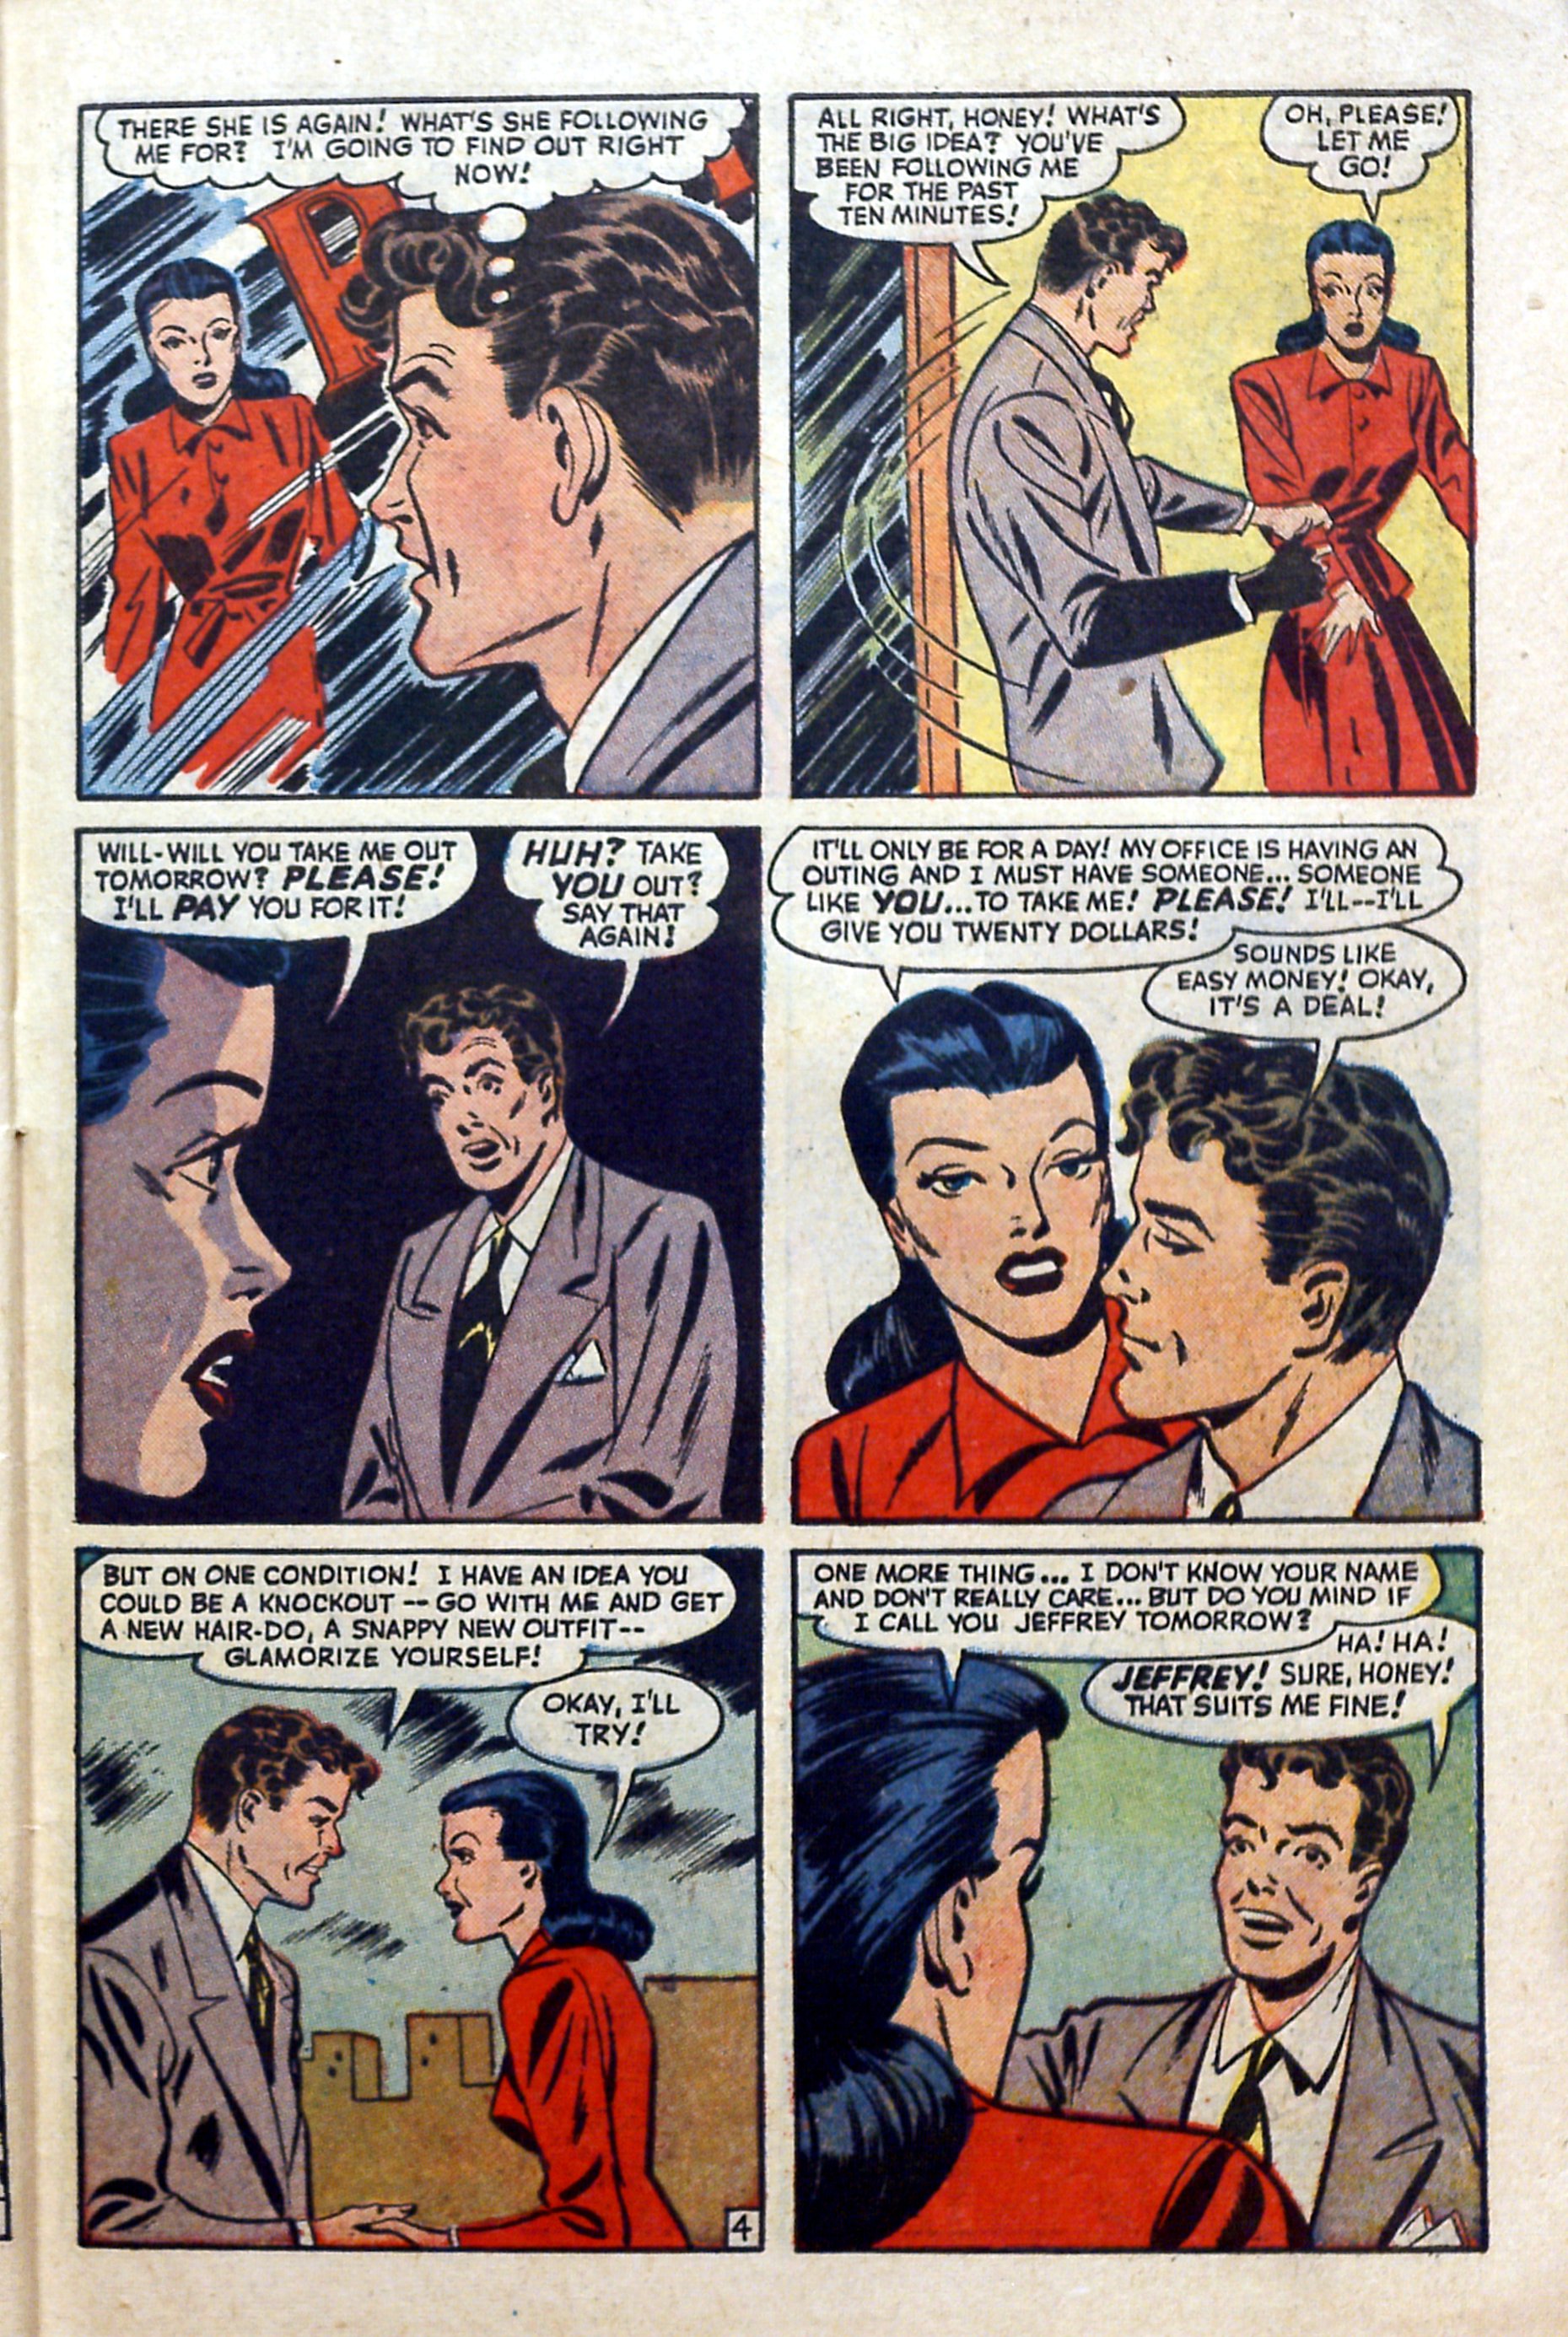 THERE SHE IS AGAIN! WHAT'S SHE FOLLOWING
ME FOR? I'M GOING TO FIND OUT RIGHT
NOW!
ALL RIGHT, HONEY! WHAT'S
THE BIG IDEA? YOU'VE
BEEN FOLLOWING ME
FOR THE PAST
TEN MINUTES!
OH, PLEASE!
LET ME
GO!
WILL-WILL YOU TAKE ME OUT
TOMORROW? PLEASE!
I'LL PAY YOU FOR IT!
HUH? TAKE
YOU OUT?
SAY THAT
AGAIN!
IT'LL ONLY BE FOR A DAY! MY OFFICE IS HAVING AN
OUTING AND I MUST HAVE SOMEONE... SOMEONE
LIKE YOU...TO TAKE ME! PLEASE! I'LL--I'LL
GIVE YOU TWENTY DOLLARS!
SOUNDS LIKE
EASY MONEY! OKAY,
IT'S A DEAL!
BUT ON ONE CONDITION! I HAVE AN IDEA YOU
COULD BE A KNOCKOUT -- GO WITH ME AND GET
A NEW HAIR-DO, A SNAPPY NEW OUTFIT--
GLAMORIZE YOURSELF!
OKAY, I'LL
TRY!
4
ONE MORE THING... I DON'T KNOW YOUR NAME
AND DON'T REALLY CARE... BUT DO YOU MIND IF
I CALL YOU JEFFREY TOMORROW?
HA! HA!
JEFFREY! SURE, HONEY!
THAT SUITS ME FINE!